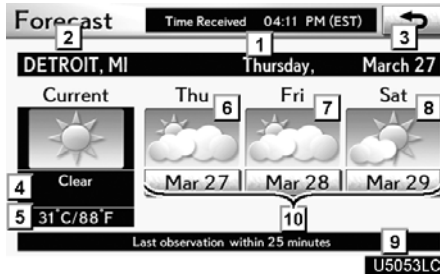 Forecast Time Received 04:11 PM (EST)
2 1 3
DETROIT, MI Thursday, March 27
Current Thu 6 Fri 7 Sat 8
4 Clear Mar 27 Mar 28 Mar 29
5 31°C/88°F 10
Last observation within 25 minutes 9
U5053LC